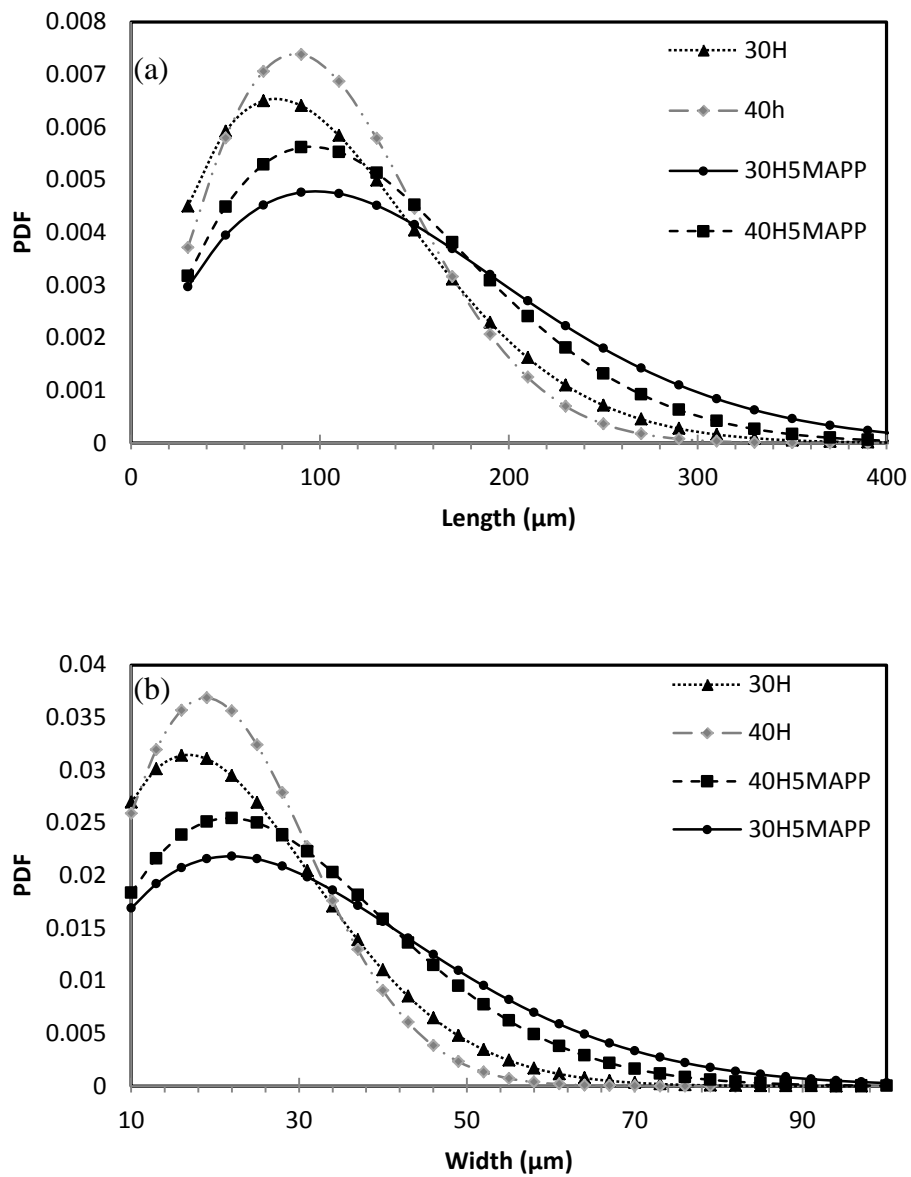 0.008
0.007
0.006
0.005
0.004
0.003
0.002
0.001
0
PDF
(a)
30H
40h
30H5MAPP
40H5MAPP
0 100 200 300 400
Length (µm)
0.04
0.035
0.03
0.025
0.02
0.015
0.01
0.005
0
PDF
(b)
30H
40H
40H5MAPP
30H5MAPP
10 30 50 70 90
Width (µm)